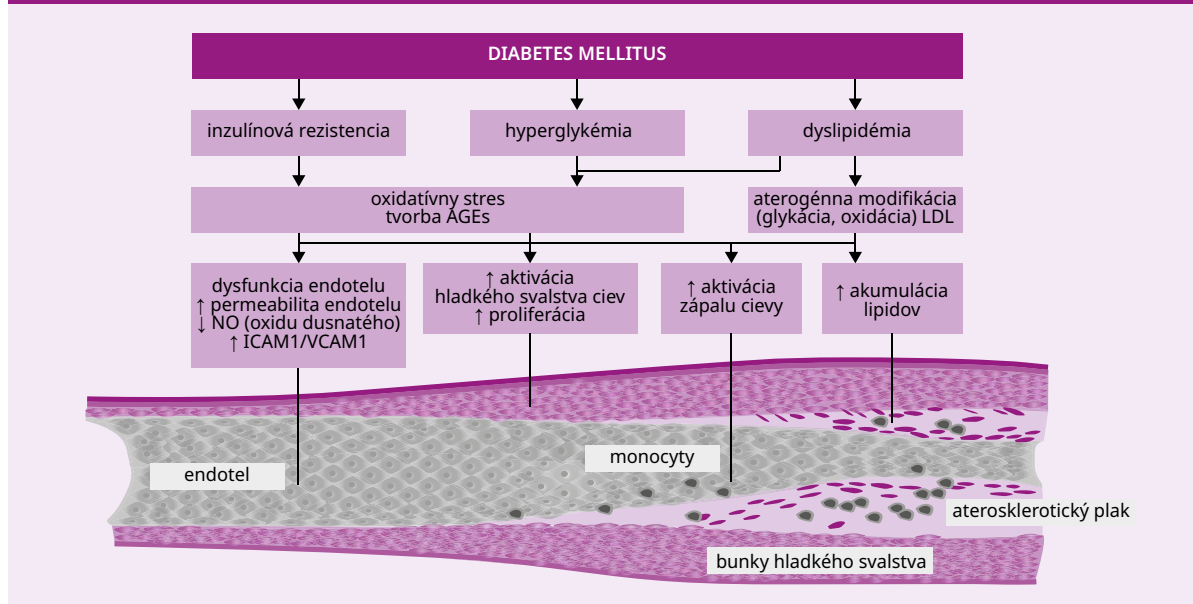 DIABETES MELLITUS
inzulínová rezistencia
hyperglykémia
dyslipidémia
oxidatívny stres
tvorba AGEs
aterogénna modifikácia
(glykácia, oxidácia) LDL
dysfunkcia endotelu
↑ permeabilita endotelu
↓ NO (oxidu dusnatého)
↑ ICAM1/VCAM1
↑ aktivácia
hladkého svalstva ciev
↑ proliferácia
↑ aktivácia
zápalu cievy
↑ akumulácia
lipidov
endotel
monocyty
aterosklerotický plak
bunky hladkého svalstva